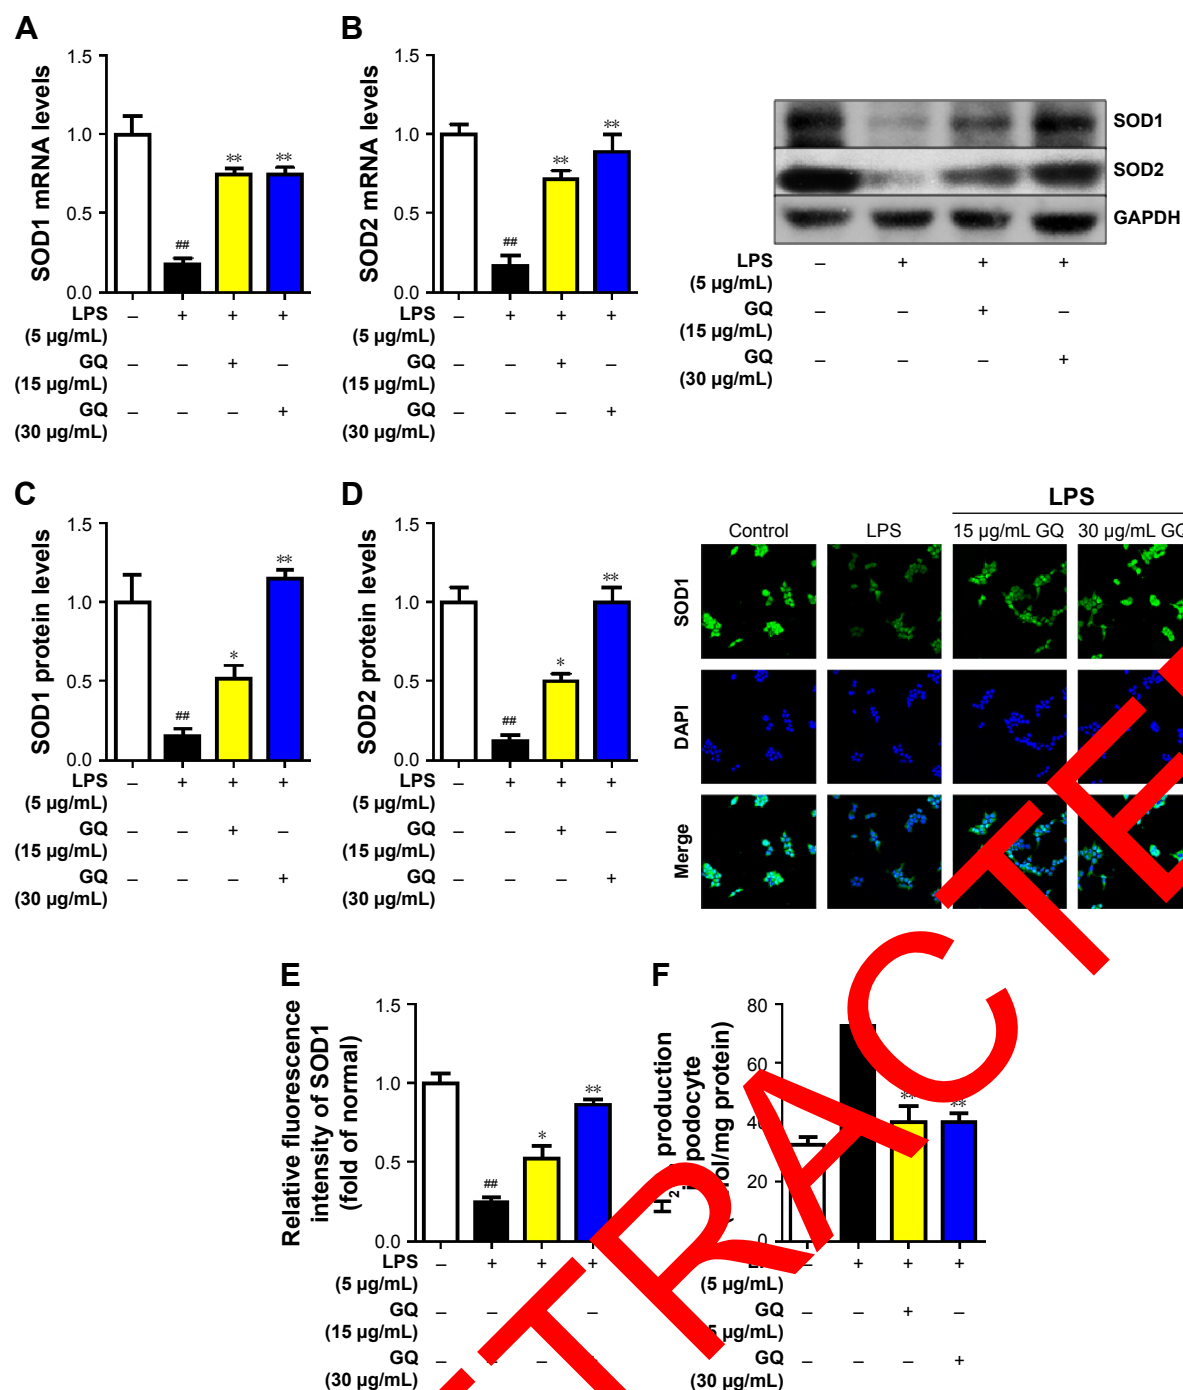 A
SOD1 mRNA levels
1.5
1.0
0.5
0.0
##
**
**
LPS – + + +
(5 µg/mL)
GQ – – + –
(15 µg/mL)
GQ – – – +
(30 µg/mL)
B
SOD2 mRNA levels
1.5
1.0
0.5
0.0
##
**
**
LPS – + + +
(5 µg/mL)
GQ – – + –
(15 µg/mL)
GQ – – – +
(30 µg/mL)
SOD1
SOD2
GAPDH
LPS – + + +
(5 µg/mL)
GQ – – + –
(15 µg/mL)
GQ – – – +
(30 µg/mL)
C
SOD1 protein levels
1.5
1.0
0.5
0.0
##
*
**
LPS – + + +
(5 µg/mL)
GQ – – + –
(15 µg/mL)
GQ – – – +
(30 µg/mL)
D
SOD2 protein levels
1.5
1.0
0.5
0.0
##
*
**
LPS – + + +
(5 µg/mL)
GQ – – + –
(15 µg/mL)
GQ – – – +
(30 µg/mL)
LPS
Control LPS 15 µg/mL GQ 30 µg/mL GQ
SOD1
DAPI
Merge
E
Relative fluorescence
intensity of SOD1
(fold of normal)
1.5
1.0
0.5
0.0
##
*
**
LPS – + + +
(5 µg/mL)
GQ – – –
(15 µg/mL)
GQ – – –
(30 µg/mL)
F
production
podocyte
protein)
80
60
40
20
0
**
**
– + + +
(5 µg/mL)
GQ – – + –
GQ – – – +
(30 µg/mL)